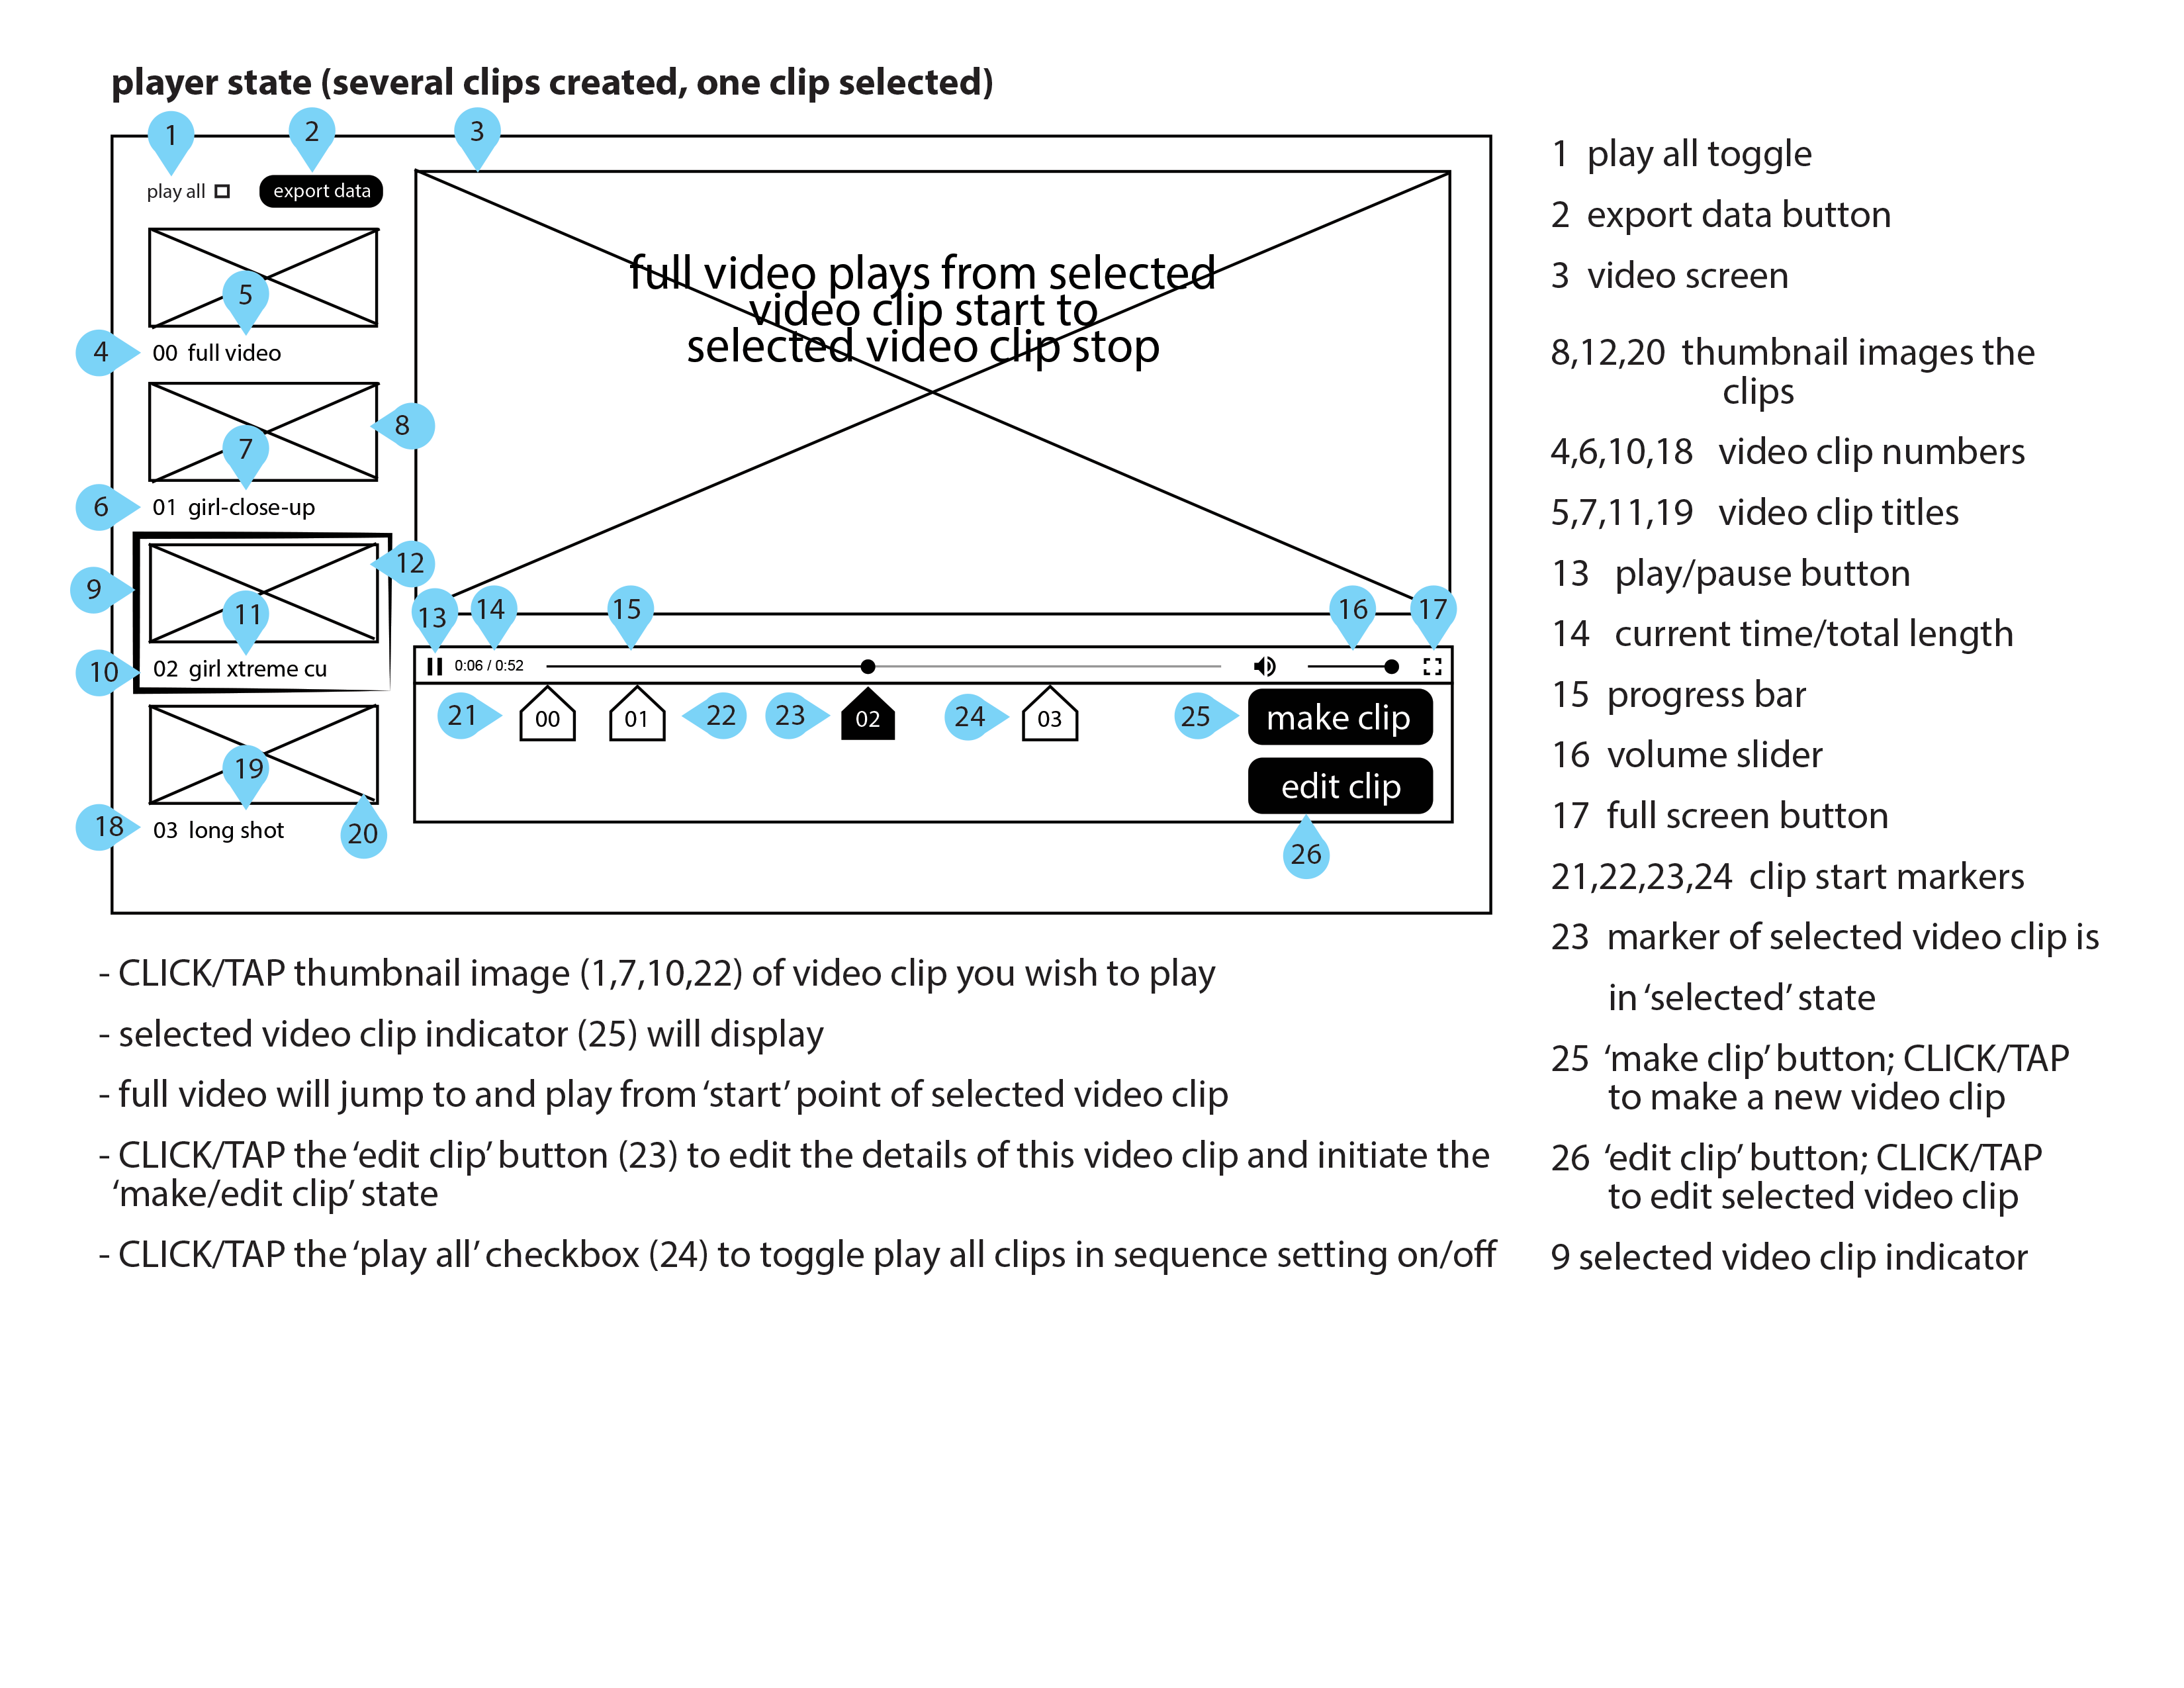 player state (several clips created, one clip selected)
1
2
3
play all
export data
full video plays from selected
video clip start to
selected video clip stop
5
4
00 full video
8
7
6
01 girl-close-up
12
9
11
10
02 girl xtreme cu
19
18
03 long shot
20
13
14
15
16
17
0:06 / 0:52
21
00
01
22
23
02
24
03
25
make clip
edit clip
26
1 play all toggle
2 export data button
3 video screen
8,12,20 thumbnail images the
clips
4,6,10,18 video clip numbers
5,7,11,19 video clip titles
13 play/pause button
14 current time/total length
15 progress bar
16 volume slider
17 full screen button
21,22,23,24 clip start markers
23 marker of selected video clip is
in ‘selected’ state
25 ‘make clip’ button; CLICK/TAP
to make a new video clip
26 ‘edit clip’ button; CLICK/TAP
to edit selected video clip
9 selected video clip indicator
- CLICK/TAP thumbnail image (1,7,10,22) of video clip you wish to play
- selected video clip indicator (25) will display
- full video will jump to and play from ‘start’ point of selected video clip
- CLICK/TAP the ‘edit clip’ button (23) to edit the details of this video clip and initiate the
‘make/edit clip’ state
- CLICK/TAP the ‘play all’ checkbox (24) to toggle play all clips in sequence setting on/off